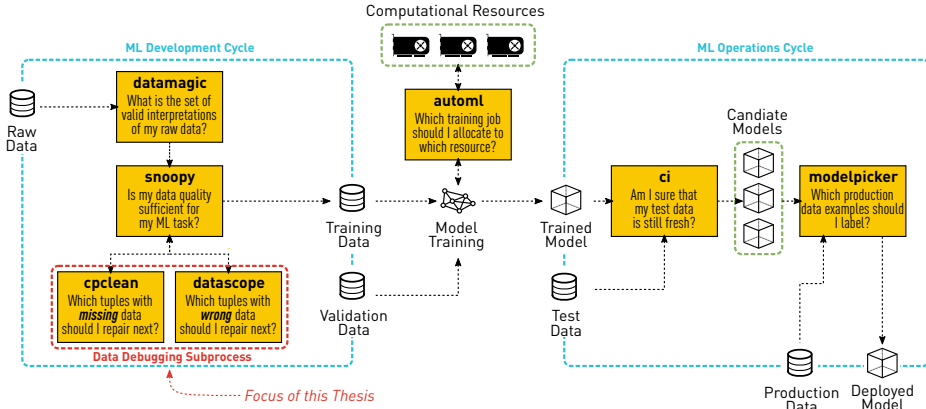 Computational Resources
ML Development Cycle
ML Operations Cycle
datamagic
What is the set of
valid interpretations
of my raw data?
Raw
Data
automl
Which training job
should I allocate to
which resource?
Candiate
Models
snoopy
Is my data quality
sufficient for
my ML task?
Training
Data
Model
Training
Trained
Model
ci
Am I sure that
my test data
is still fresh?
modelpicker
Which production
data examples should
I label?
cpclean
Which tuples with
missing data
should I repair next?
datascope
Which tuples with
wrong data
should I repair next?
Validation
Data
Test
Data
Data Debugging Subprocess
Focus of this Thesis
Production
Data
Deployed
Model